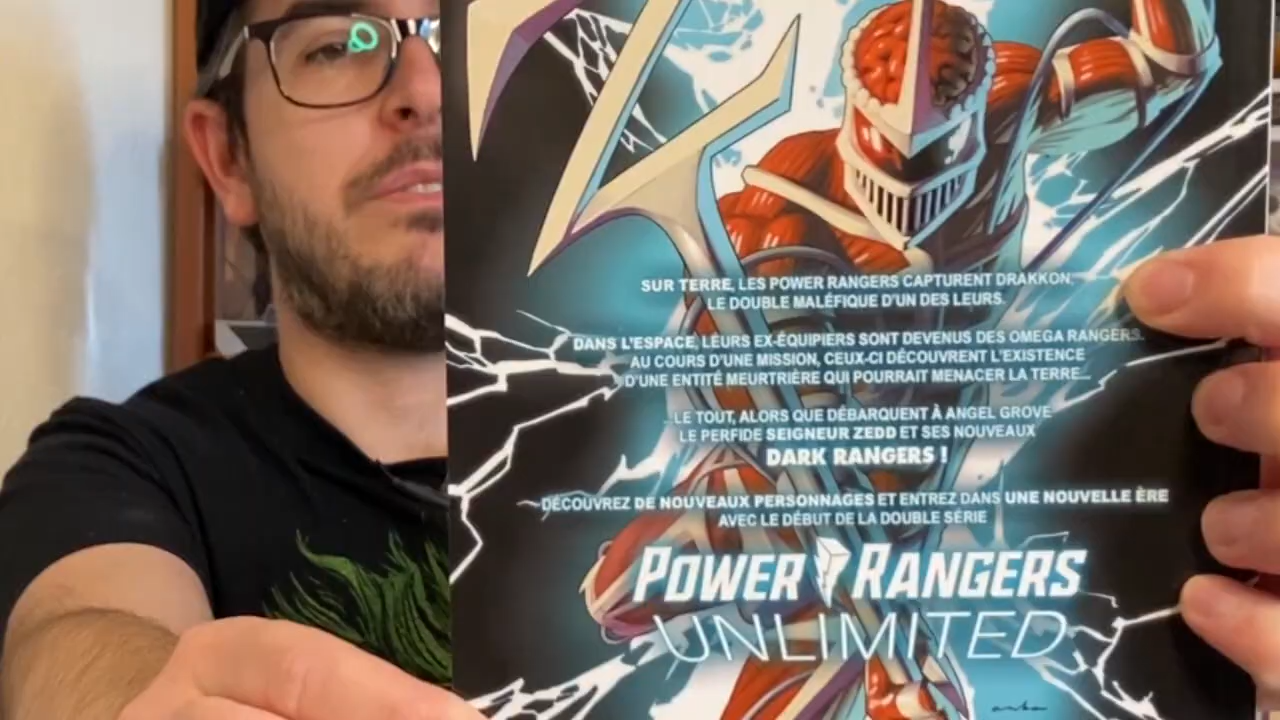 SUR TERRE, LES POWER RANGERS CAPTURENT DRAKKON,
LE DOUBLE MALÉFIQUE D'UN DES LEURS.
DANS L'ESPACE, LEURS EX-ÉQUIPIERS SONT DEVENUS DES OMEGA RANGERS.
AU COURS D'UNE MISSION, CEUX-CI DÉCOUVRENT L'EXISTENCE
D'UNE ENTITÉ MEURTRIÈRE QUI POURRAIT MENACER LA TERRE...
LE TOUT, ALORS QUE DÉBARQUENT À ANGEL GROVE
LE PERFIDE SEIGNEUR ZEDD ET SES NOUVEAUX
DARK RANGERS !
DÉCOUVREZ DE NOUVEAUX PERSONNAGES ET ENTREZ DANS UNE NOUVELLE ÈRE
AVEC LE DÉBUT DE LA DOUBLE SÉRIE
POWER RANGERS
UNLIMITED